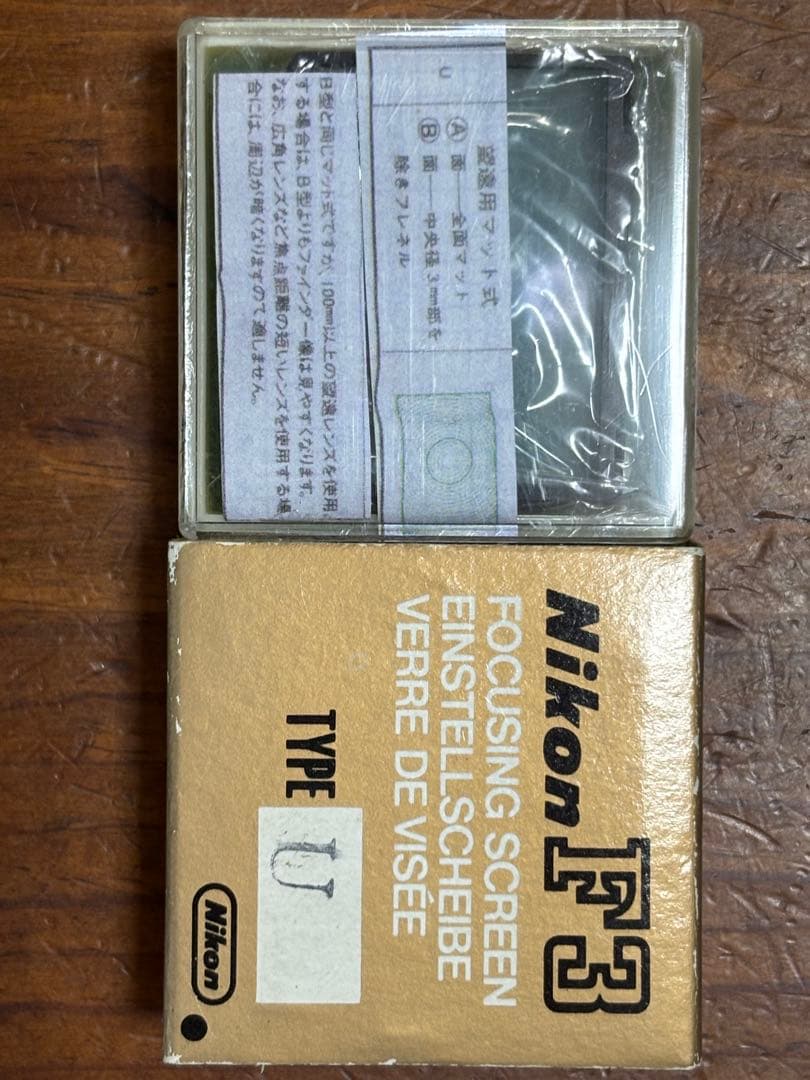 望遠用マット式
U
Ⓐ 面──全面マット
Ⓑ 面──中央径 3mm部を
除きフレネル
B型と同じマット式ですが、100mm以上の望遠レンズを使用
する場合は、B型よりもファインダー像は見やすくなります。
なお、広角レンズなど焦点距離の短いレンズを使用する場
合には、周辺が暗くなりますので適しません。
Nikon F3
FOCUSING SCREEN
EINSTELLSCHEIBE
VERRE DE VISÉE
TYPE U
Nikon